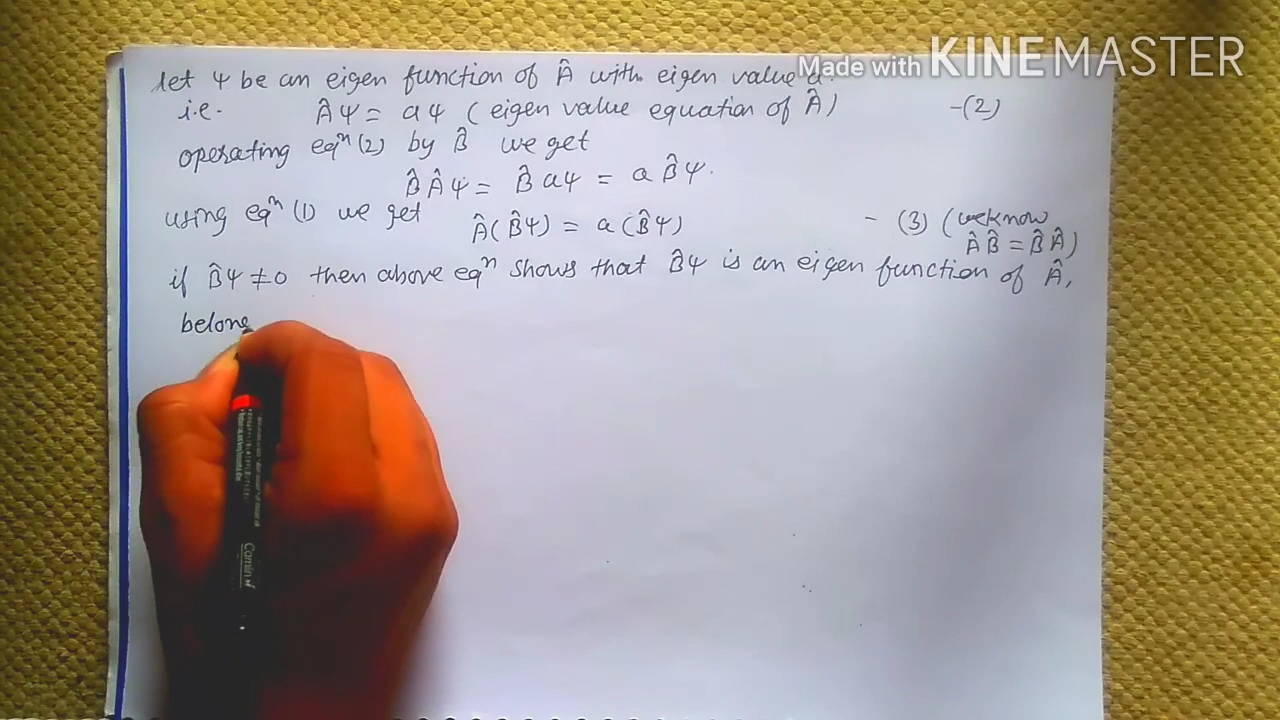 Made with KINEMASTER
let ψ be an eigen function of Â with eigen value a.
i.e. Âψ = aψ (eigen value equation of Â) -(2)
operating eqⁿ (2) by B̂ we get
B̂Âψ = B̂aψ = aB̂ψ.
using eqⁿ (1) we get Â(B̂ψ) = a(B̂ψ) - (3) (we know
ÂB̂ = B̂Â)
if B̂ψ ≠ 0 then above eqⁿ shows that B̂ψ is an eigen function of Â,
belong
Camlin